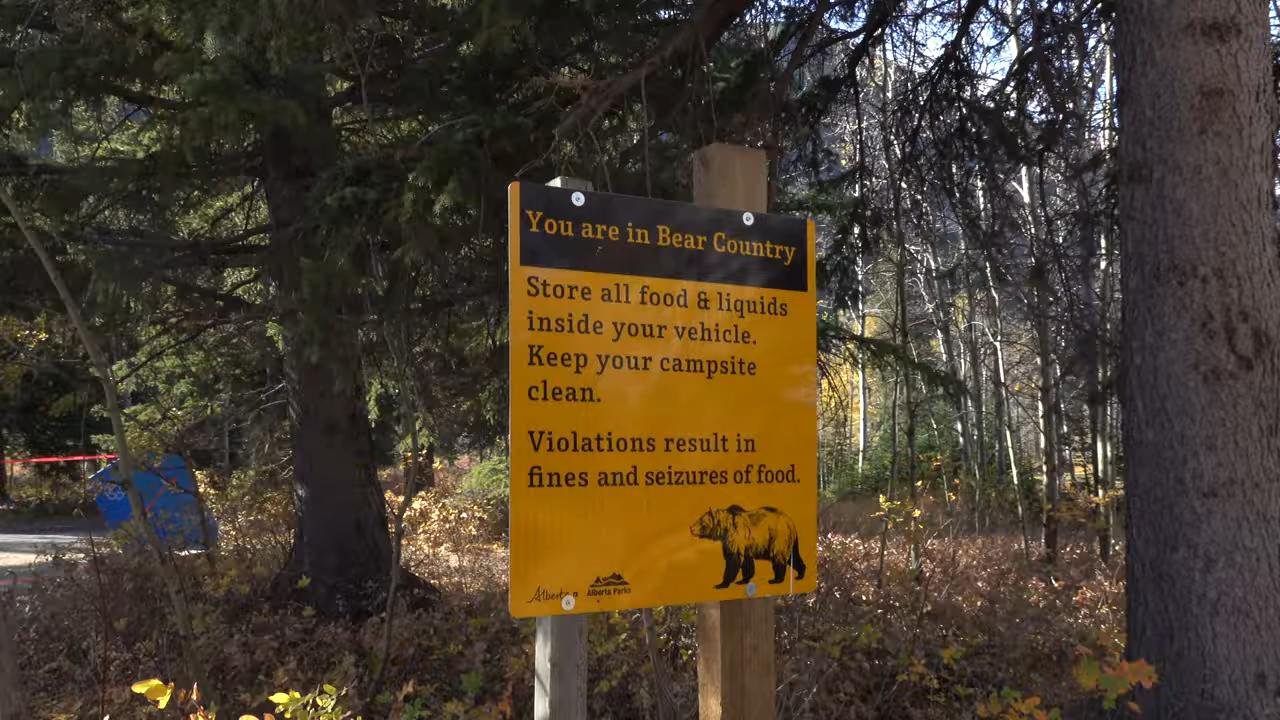 You are in Bear Country
Store all food & liquids
inside your vehicle.
Keep your campsite
clean.
Violations result in
fines and seizures of food.
Alberta
Alberta Parks